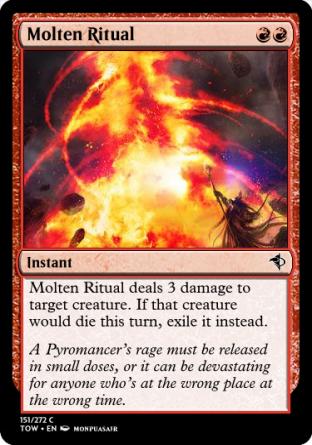 Molten Ritual
Instant
Molten Ritual deals 3 damage to
target creature. If that creature
would die this turn, exile it instead.
A Pyromancer's rage must be released
in small doses, or it can be devastating
for anyone who's at the wrong place at
the wrong time.
151/272 C
TOW • EN MONPUASAJR